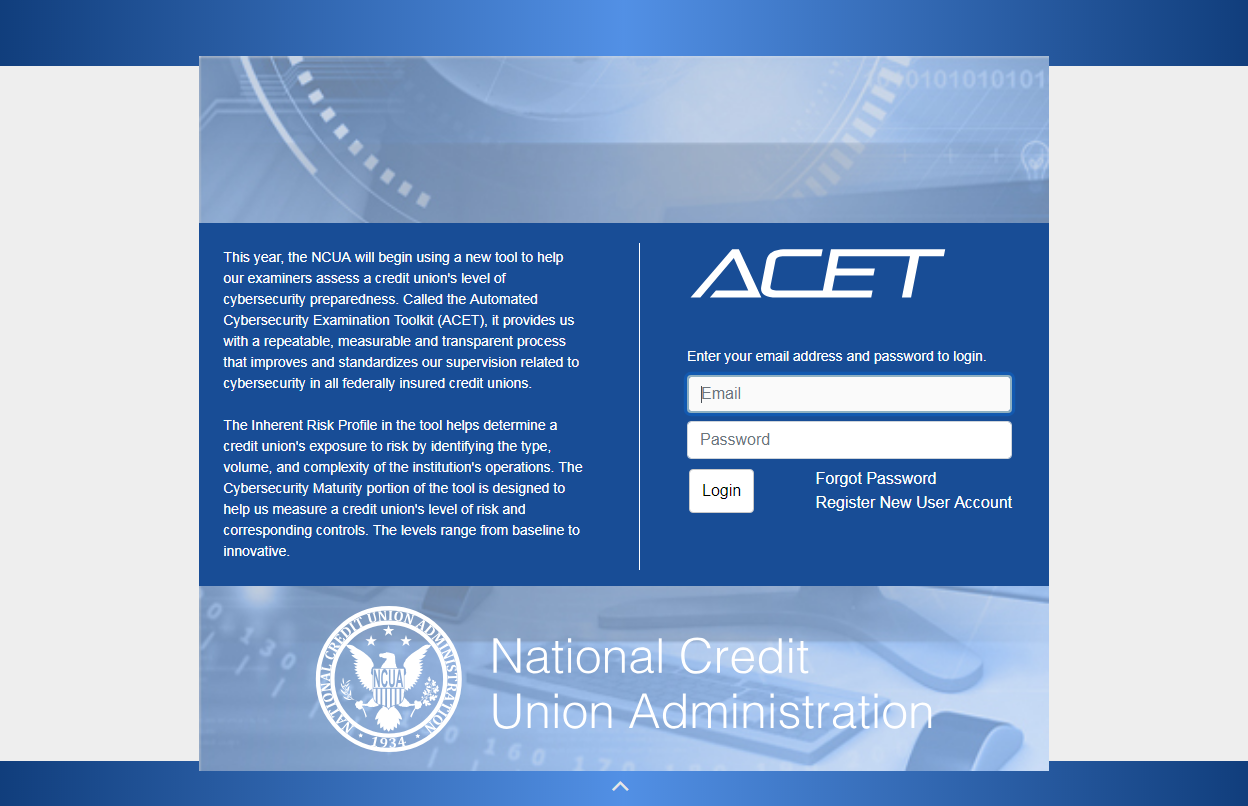 0101010101
This year, the NCUA will begin using a new tool to help
our examiners assess a credit union's level of
cybersecurity preparedness. Called the Automated
Cybersecurity Examination Toolkit (ACET), it provides us
with a repeatable, measurable and transparent process
that improves and standardizes our supervision related to
cybersecurity in all federally insured credit unions.
The Inherent Risk Profile in the tool helps determine a
credit union's exposure to risk by identifying the type,
volume, and complexity of the institution's operations. The
Cybersecurity Maturity portion of the tool is designed to
help us measure a credit union's level of risk and
corresponding controls. The levels range from baseline to
innovative.
ACET
Enter your email address and password to login.
Email
Password
Login
Forgot Password
Register New User Account
NATIONAL CREDIT UNION ADMINISTRATION
NCUA
1934
National Credit
Union Administration
130
160
170